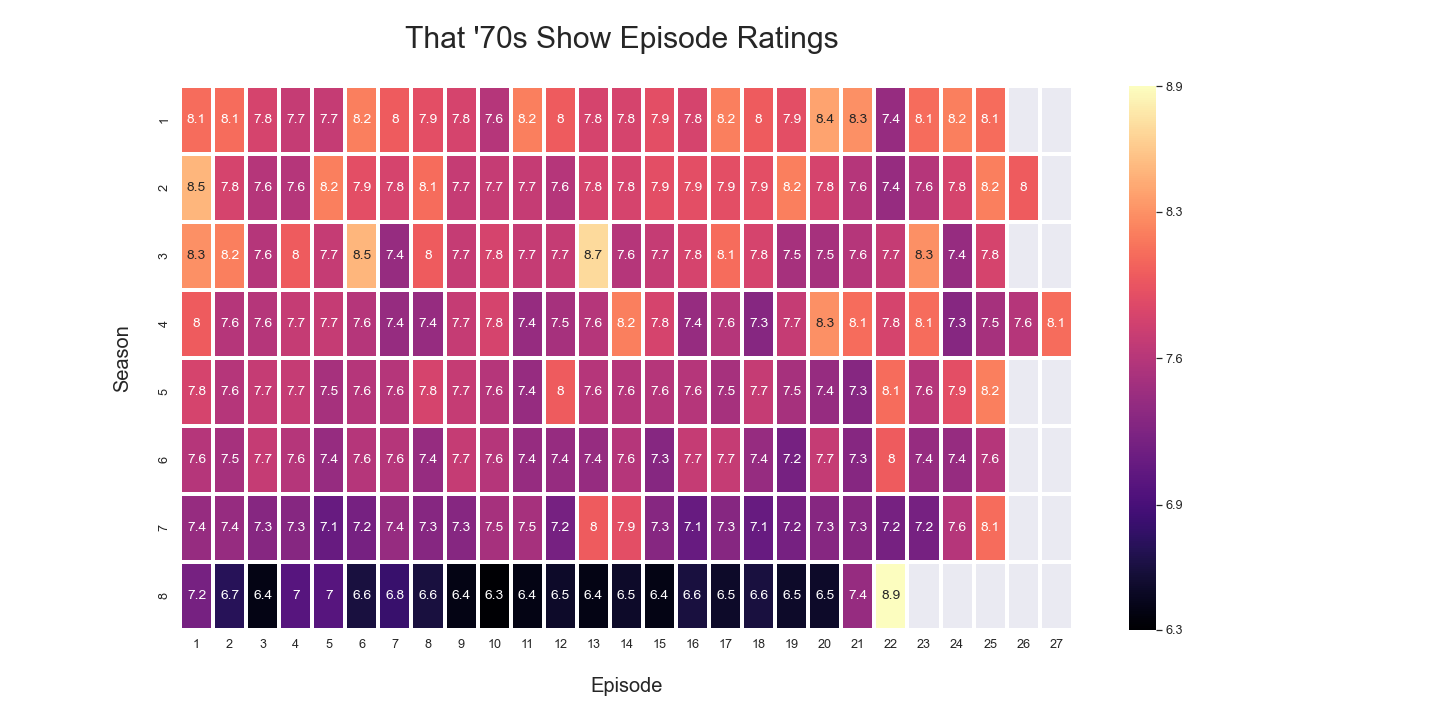 That '70s Show Episode Ratings
8.9
1 8.1 8.1 7.8 7.7 7.7 8.2 8 7.9 7.8 7.6 8.2 8 7.8 7.8 7.9 7.8 8.2 8 7.9 8.4 8.3 7.4 8.1 8.2 8.1
2 8.5 7.8 7.6 7.6 8.2 7.9 7.8 8.1 7.7 7.7 7.7 7.6 7.8 7.8 7.9 7.9 7.9 7.9 8.2 7.8 7.6 7.4 7.6 7.8 8.2 8
8.3
3 8.3 8.2 7.6 8 7.7 8.5 7.4 8 7.7 7.8 7.7 7.7 8.7 7.6 7.7 7.8 8.1 7.8 7.5 7.5 7.6 7.7 8.3 7.4 7.8
4 8 7.6 7.6 7.7 7.7 7.6 7.4 7.4 7.7 7.8 7.4 7.5 7.6 8.2 7.8 7.4 7.6 7.3 7.7 8.3 8.1 7.8 8.1 7.3 7.5 7.6 8.1
Season
7.6
5 7.8 7.6 7.7 7.7 7.5 7.6 7.6 7.8 7.7 7.6 7.4 8 7.6 7.6 7.6 7.6 7.5 7.7 7.5 7.4 7.3 8.1 7.6 7.9 8.2
6 7.6 7.5 7.7 7.6 7.4 7.6 7.6 7.4 7.7 7.6 7.4 7.4 7.4 7.6 7.3 7.7 7.7 7.4 7.2 7.7 7.3 8 7.4 7.4 7.6
6.9
7 7.4 7.4 7.3 7.3 7.1 7.2 7.4 7.3 7.3 7.5 7.5 7.2 8 7.9 7.3 7.1 7.3 7.1 7.2 7.3 7.3 7.2 7.2 7.6 8.1
8 7.2 6.7 6.4 7 7 6.6 6.8 6.6 6.4 6.3 6.4 6.5 6.4 6.5 6.4 6.6 6.5 6.6 6.5 6.5 7.4 8.9
6.3
1 2 3 4 5 6 7 8 9 10 11 12 13 14 15 16 17 18 19 20 21 22 23 24 25 26 27
Episode